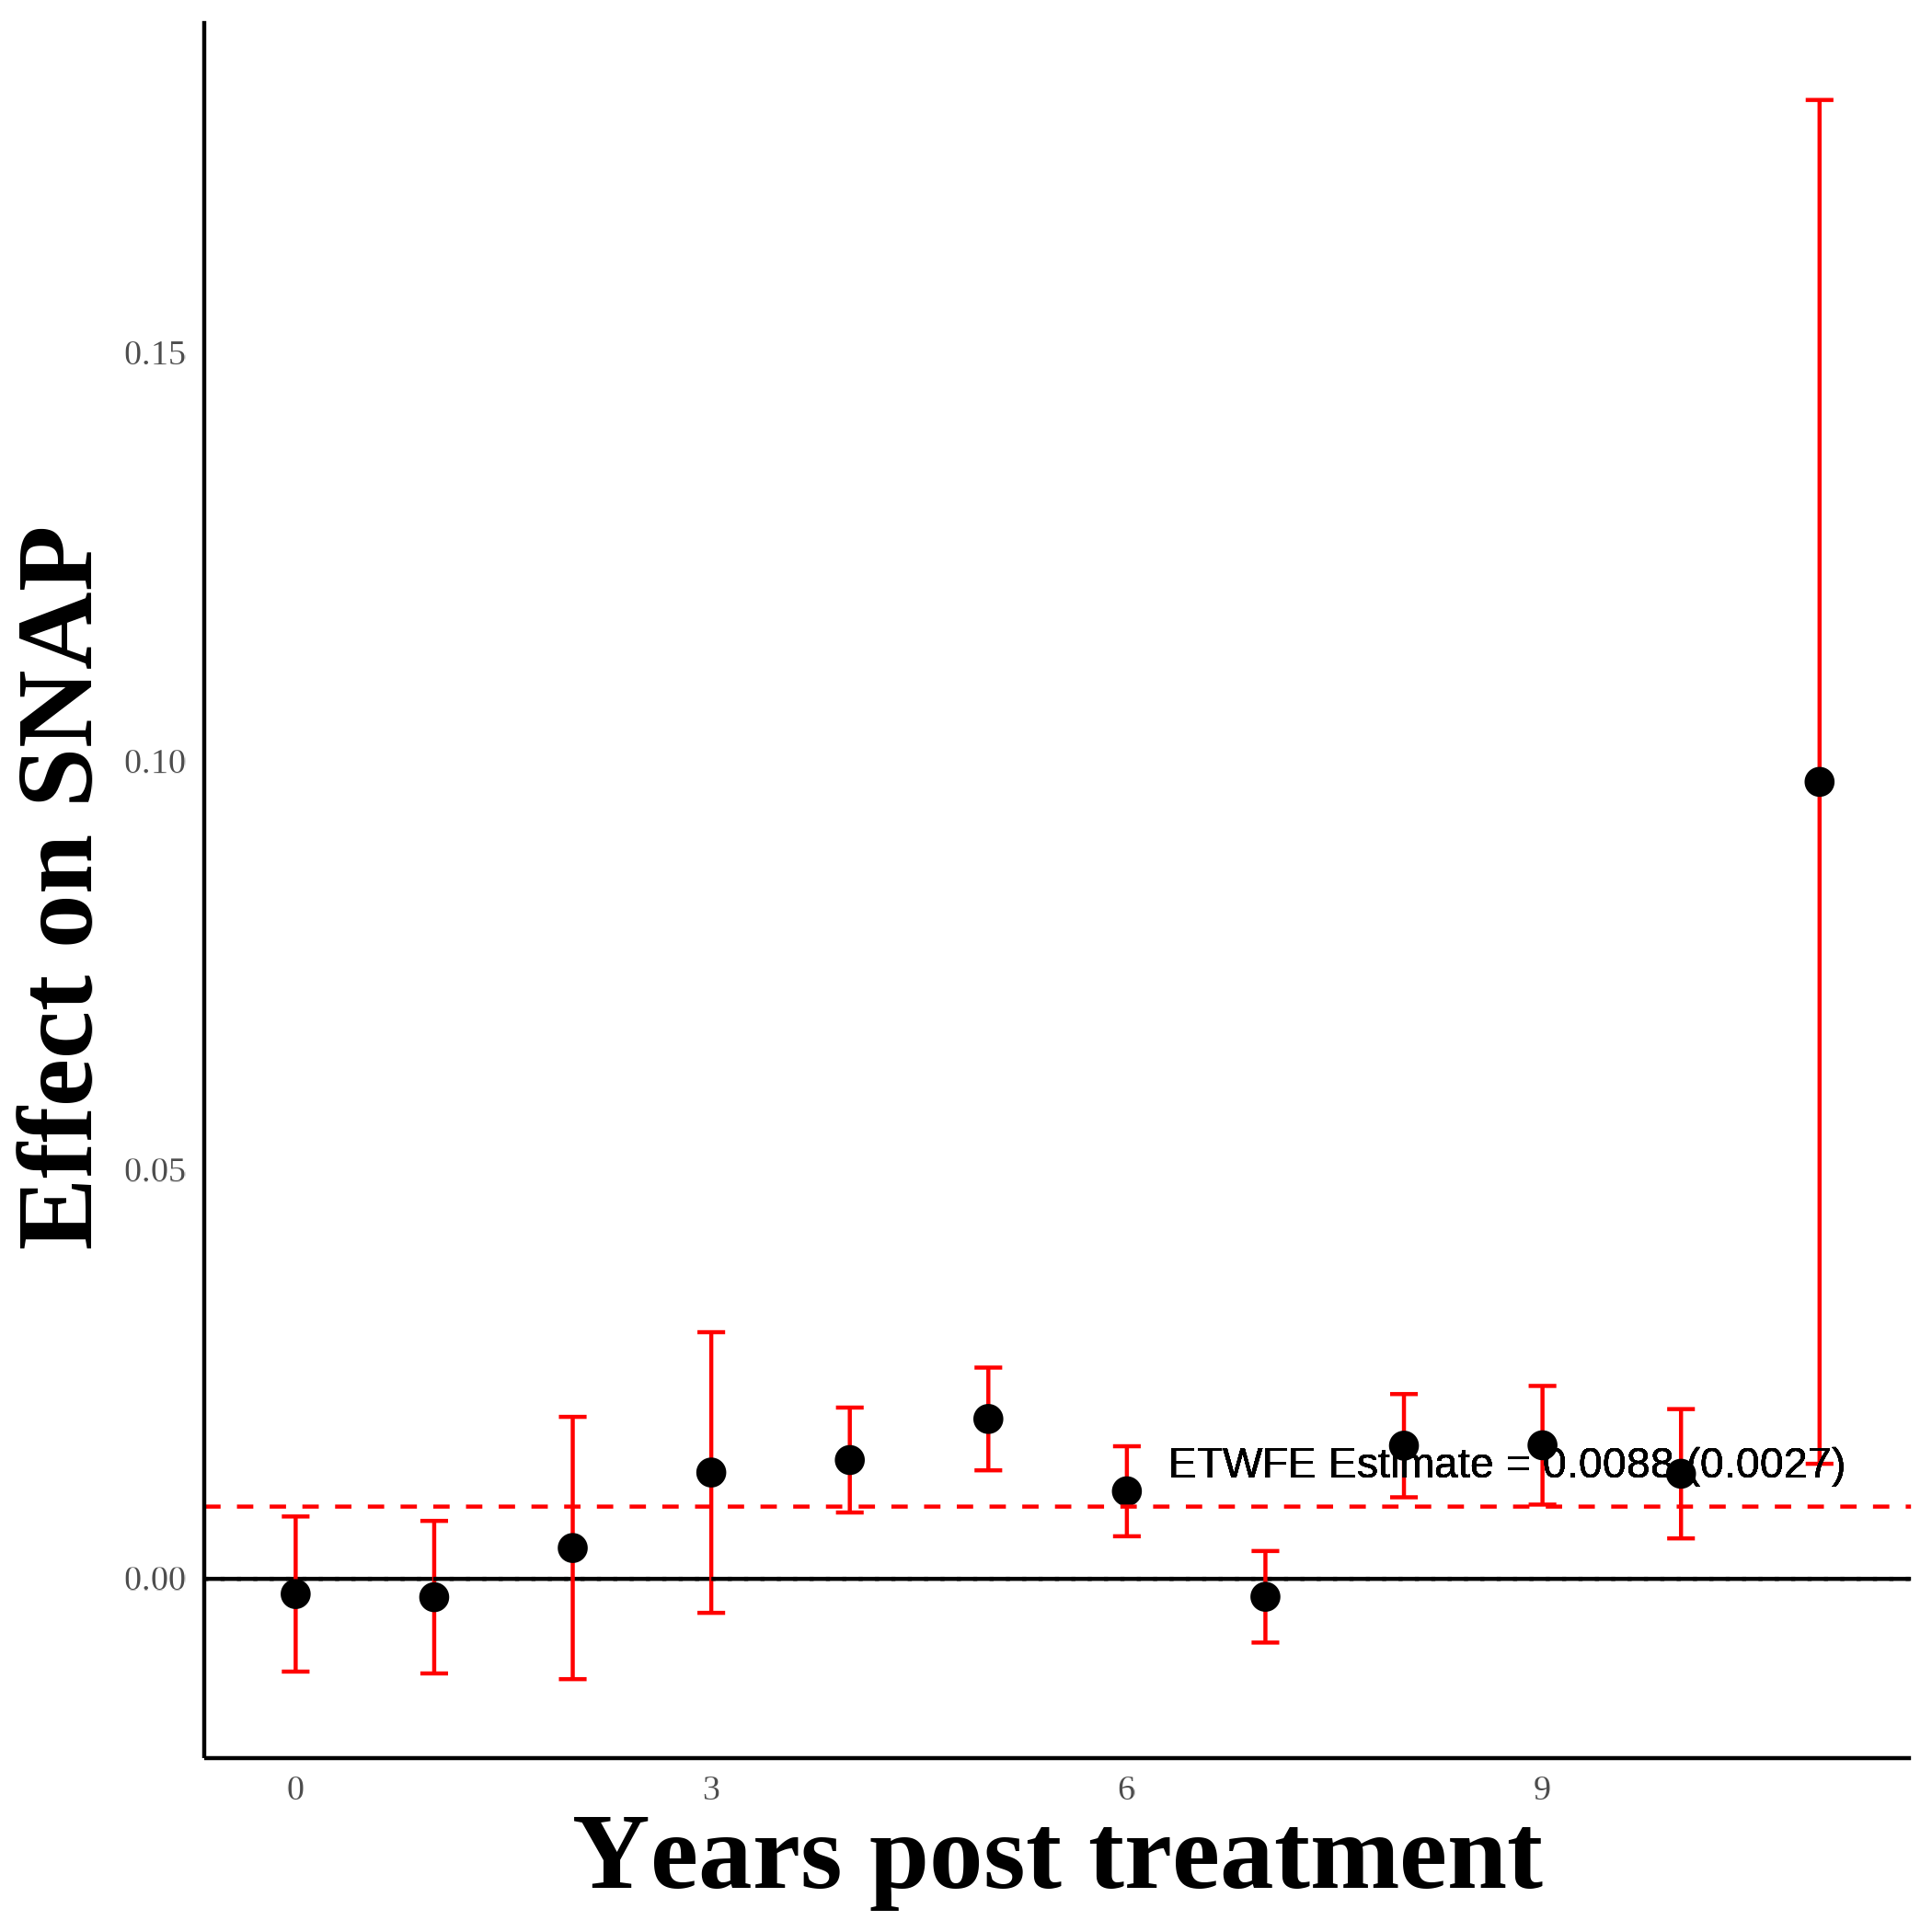 Effect on SNAP
0.15
0.10
0.05
0.00
ETWFE Estimate = 0.0088 (0.0027)
0 3 6 9
Years post treatment